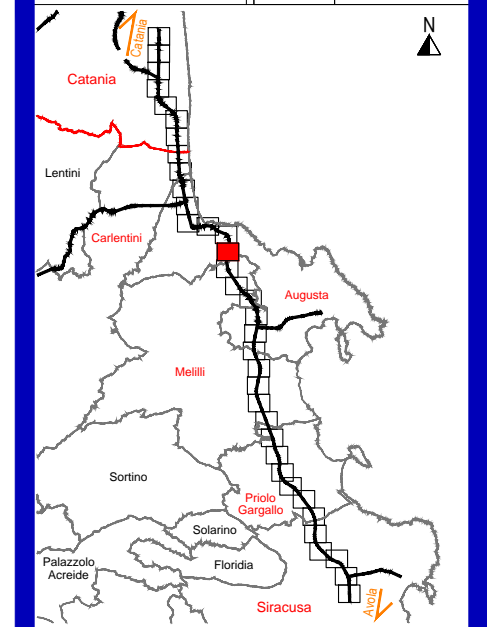 N
Catania
Catania
Lentini
Carlentini
Augusta
Melilli
Sortino
Priolo
Gargallo
Solarino
Floridia
Palazzolo
Acreide
Siracusa
Avola